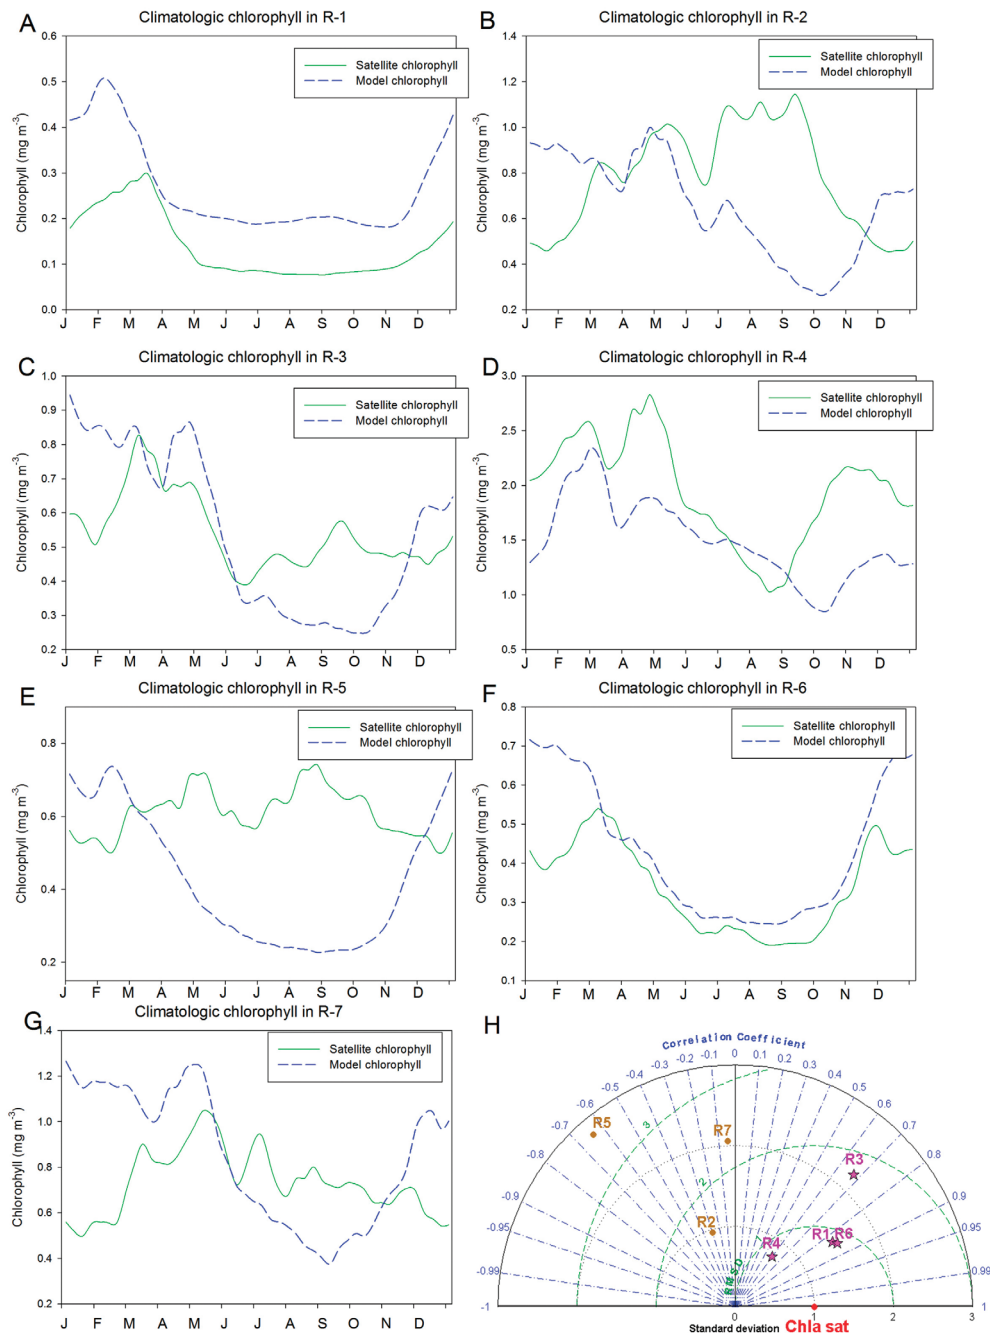 A
Climatologic chlorophyll in R-1
Satellite chlorophyll
Model chlorophyll
Chlorophyll (mg m⁻³)
0.6
0.5
0.4
0.3
0.2
0.1
0.0
J F M A M J J A S O N D
B
Climatologic chlorophyll in R-2
Satellite chlorophyll
Model chlorophyll
Chlorophyll (mg m⁻³)
1.4
1.2
1.0
0.8
0.6
0.4
0.2
J F M A M J J A S O N D
C
Climatologic chlorophyll in R-3
Satellite chlorophyll
Model chlorophyll
Chlorophyll (mg m⁻³)
1.0
0.9
0.8
0.7
0.6
0.5
0.4
0.3
0.2
J F M A M J J A S O N D
D
Climatologic chlorophyll in R-4
Satellite chlorophyll
Model chlorophyll
Chlorophyll (mg m⁻³)
3.0
2.5
2.0
1.5
1.0
0.5
J F M A M J J A S O N D
E
Climatologic chlorophyll in R-5
Satellite chlorophyll
Model chlorophyll
Chlorophyll (mg m⁻³)
0.8
0.6
0.4
0.2
J F M A M J J A S O N D
F
Climatologic chlorophyll in R-6
Satellite chlorophyll
Model chlorophyll
Chlorophyll (mg m⁻³)
0.8
0.7
0.6
0.5
0.4
0.3
0.2
0.1
J F M A M J J A S O N D
G
Climatologic chlorophyll in R-7
Satellite chlorophyll
Model chlorophyll
Chlorophyll (mg m⁻³)
1.4
1.2
1.0
0.8
0.6
0.4
0.2
J F M A M J J A S O N D
H
Correlation Coefficient
-1 -0.99 -0.95 -0.9 -0.8 -0.7 -0.6 -0.5 -0.4 -0.3 -0.2 -0.1 0 0.1 0.2 0.3 0.4 0.5 0.6 0.7 0.8 0.9 0.95 0.99 1
R5
R7
R3
R2
R1 R6
R4
3
2
RMSD
0 1 2 3
Standard deviation Chla sat